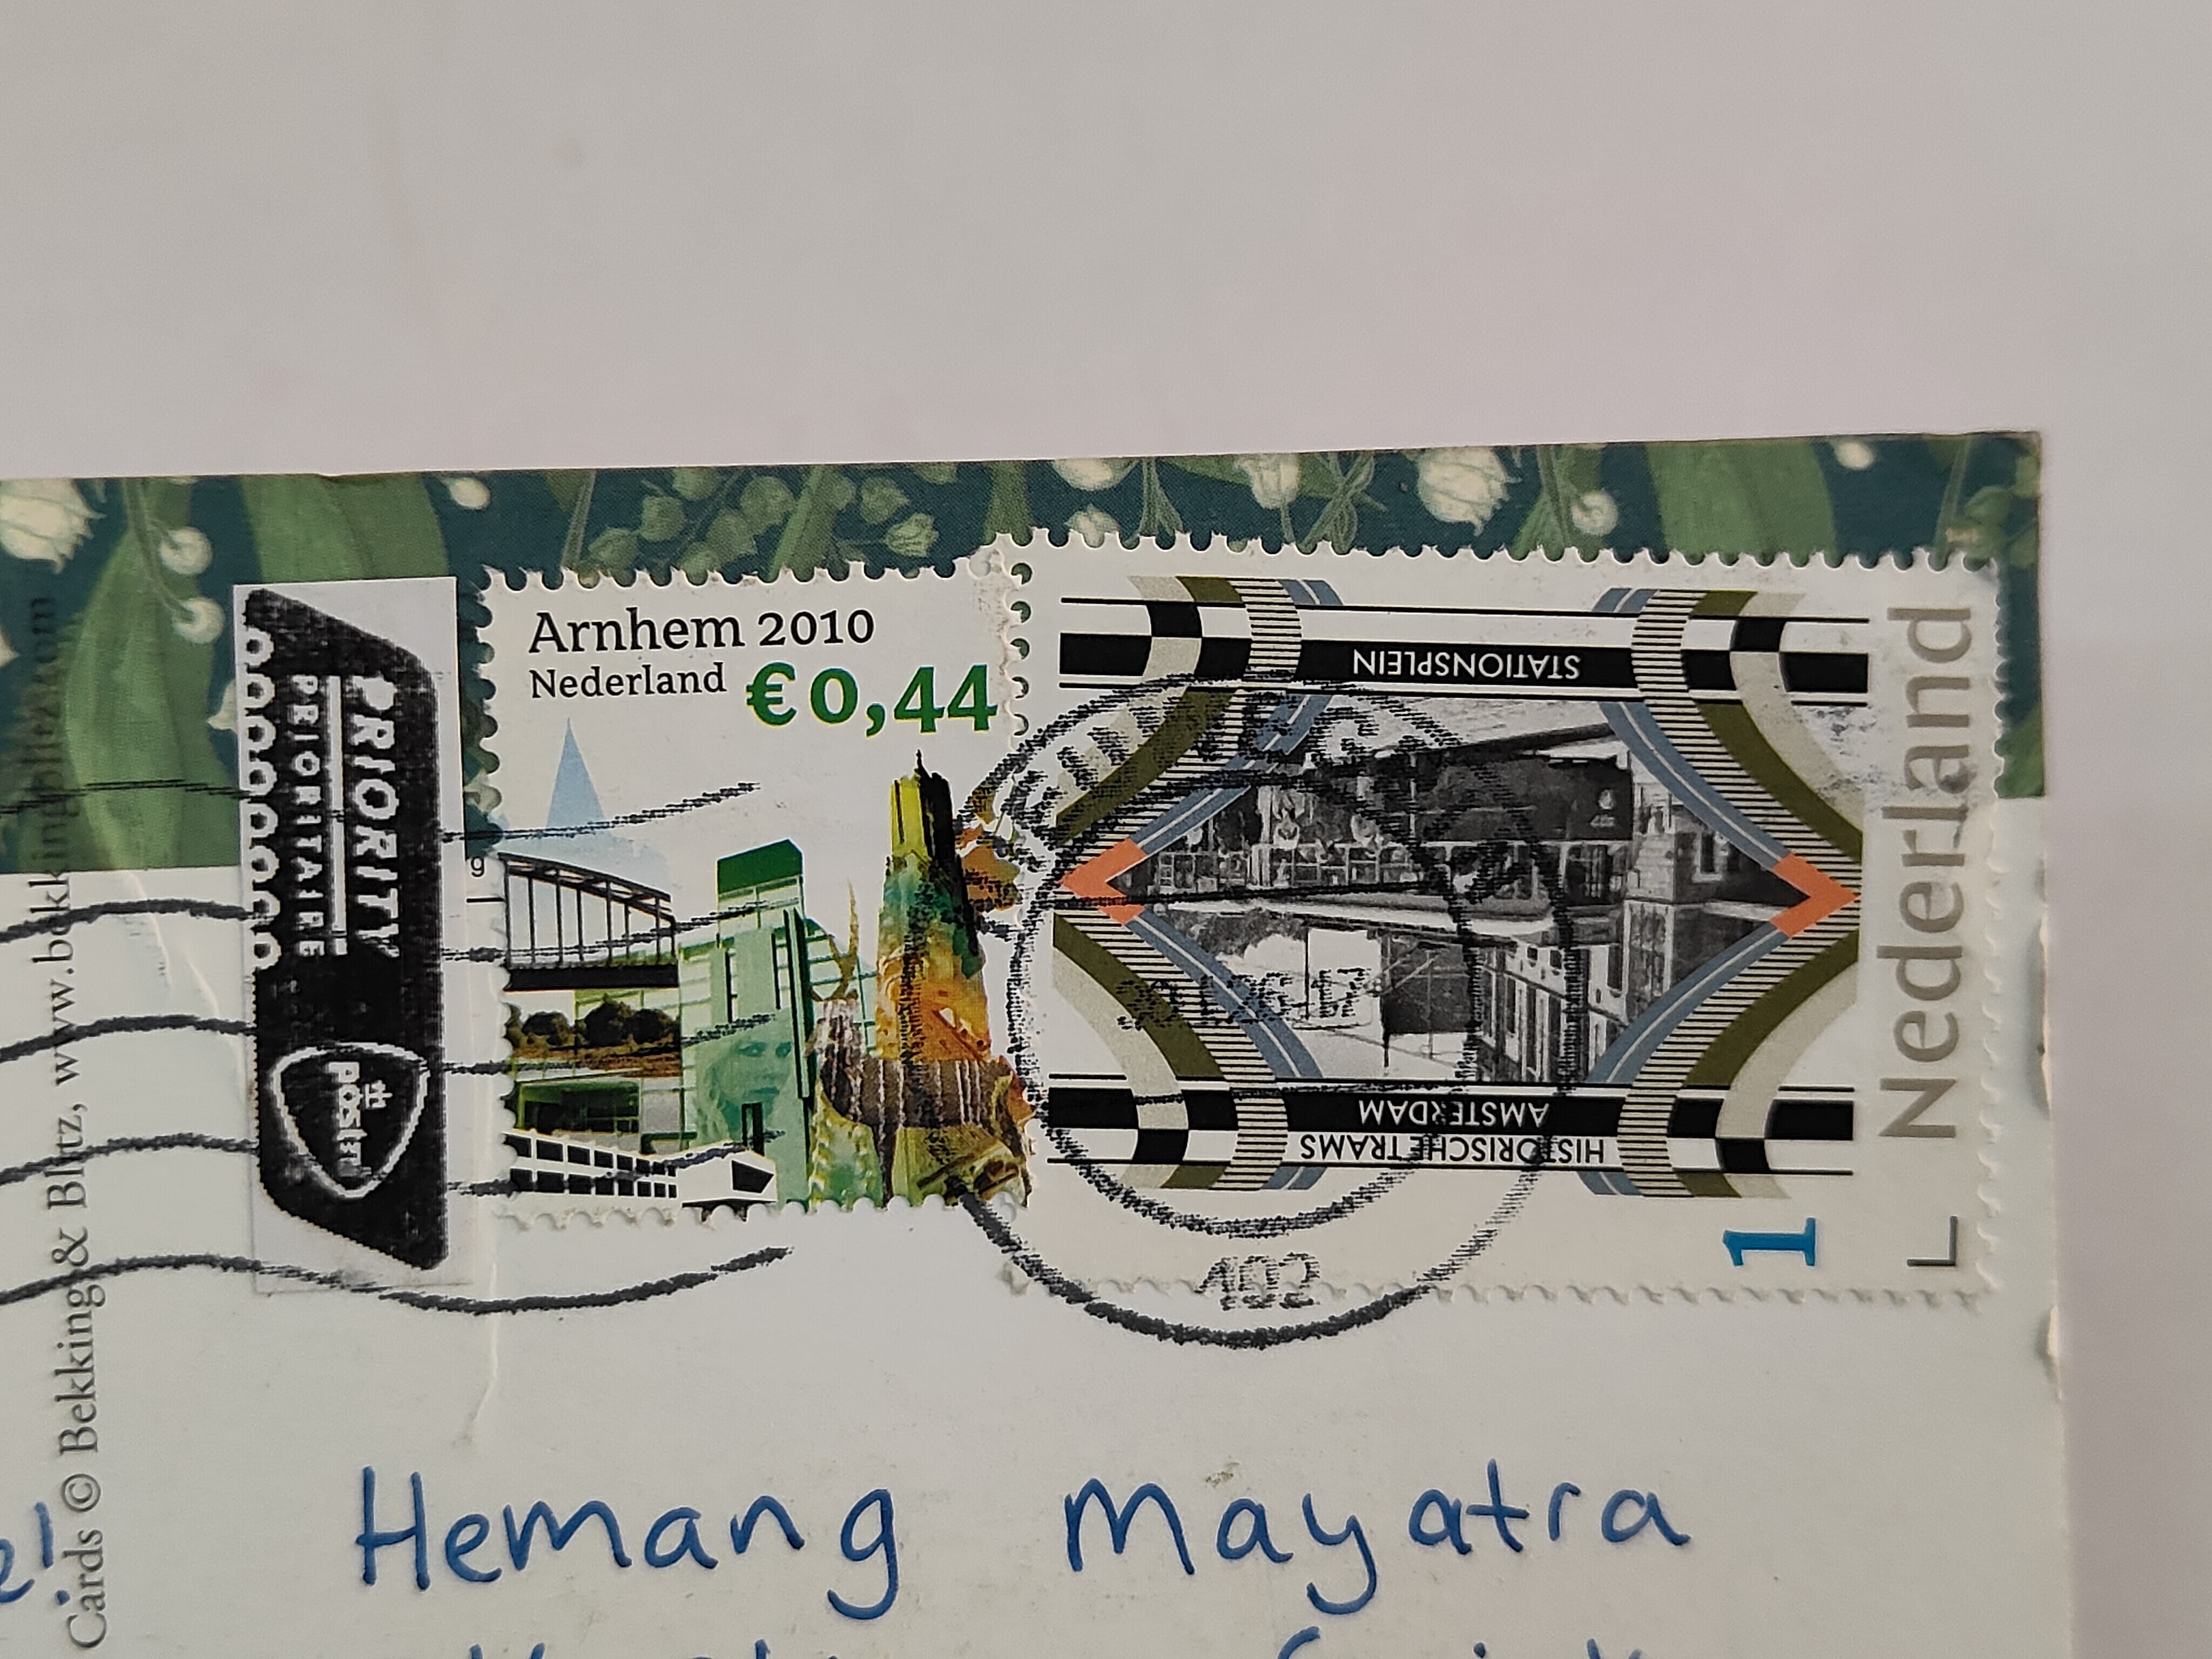 Arnhem 2010
Nederland €0,44
PRIORITY
PRIORITAIRE
STATIONSPLEIN
AMSTERDAM
HISTORISCHE TRAMS
Nederland
1
102
Cards © Bekking & Blitz, www.bekkingblitz.com
Hemang Mayatra